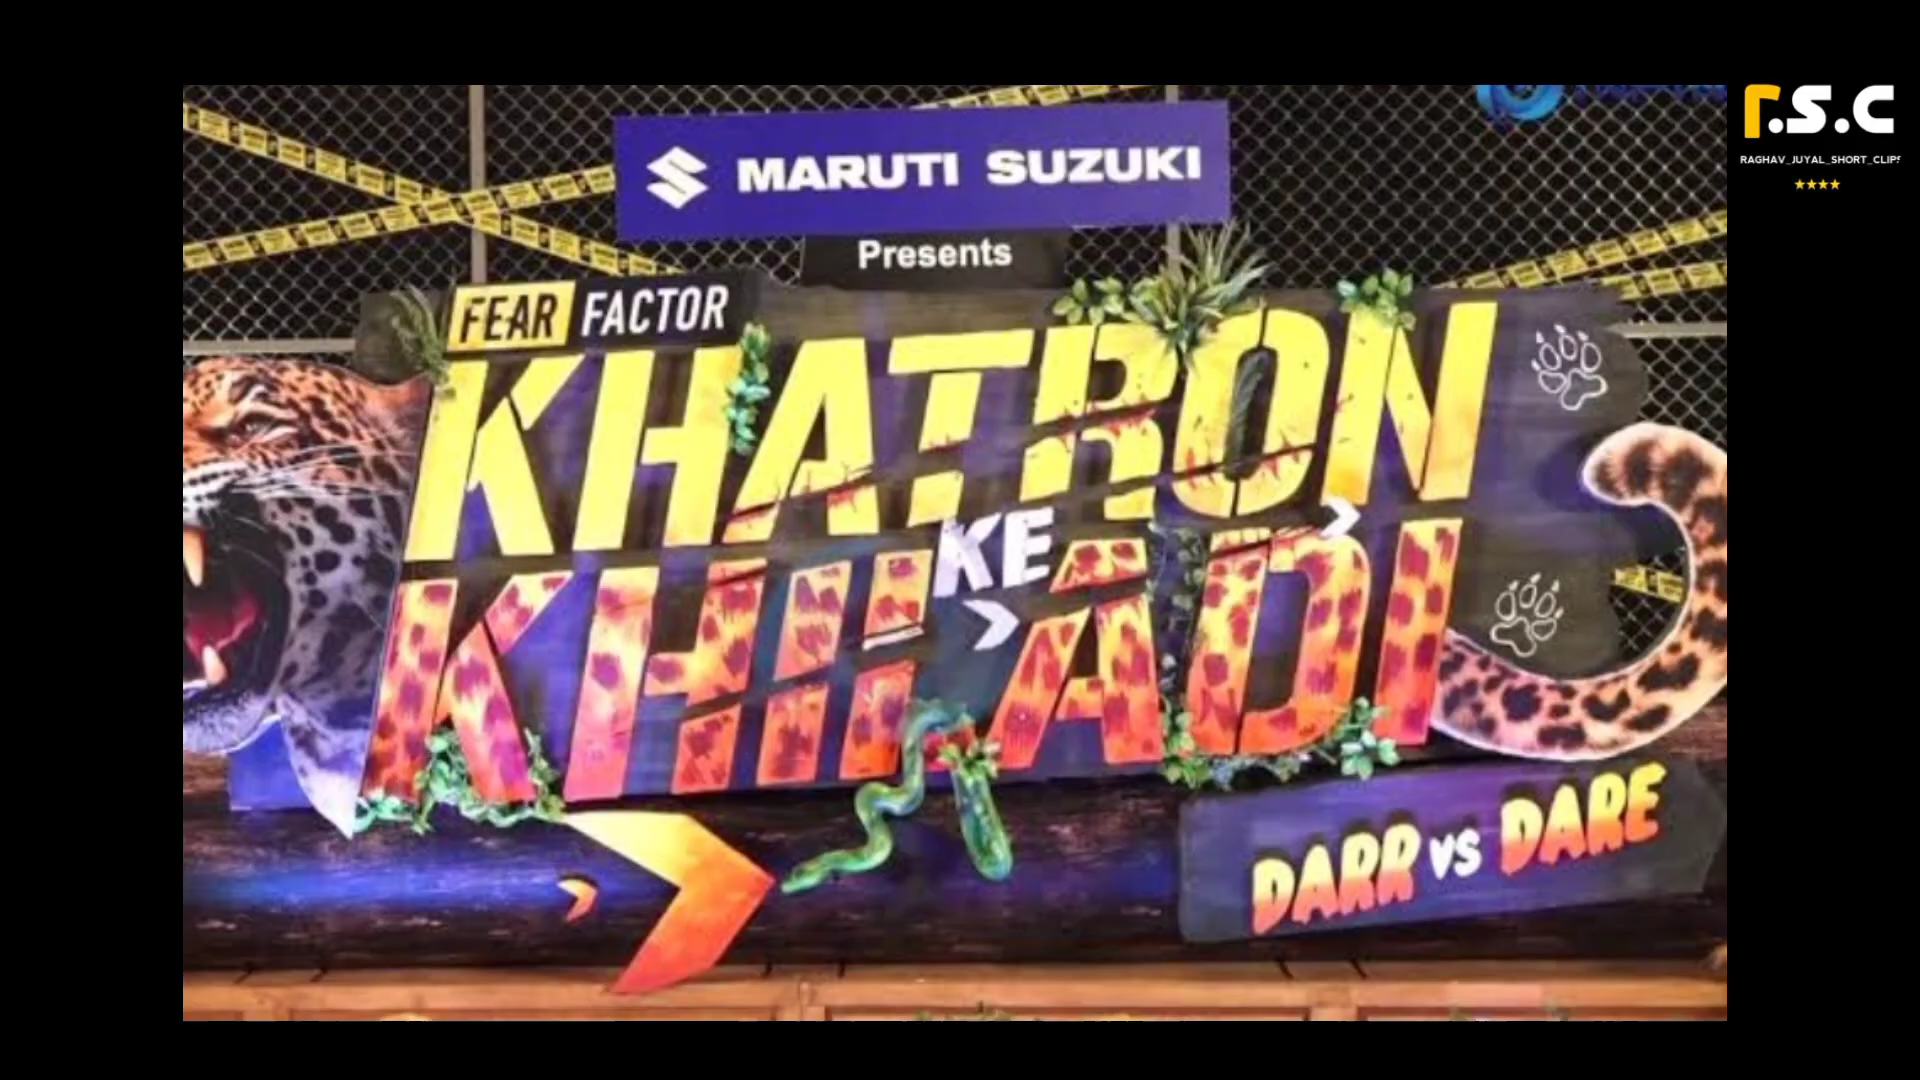 r.s.c
RAGHAV_JUYAL_SHORT_CLIPS
MARUTI SUZUKI
Presents
FEAR FACTOR
KHATRON
KE
KHILADI
DARR vs DARE